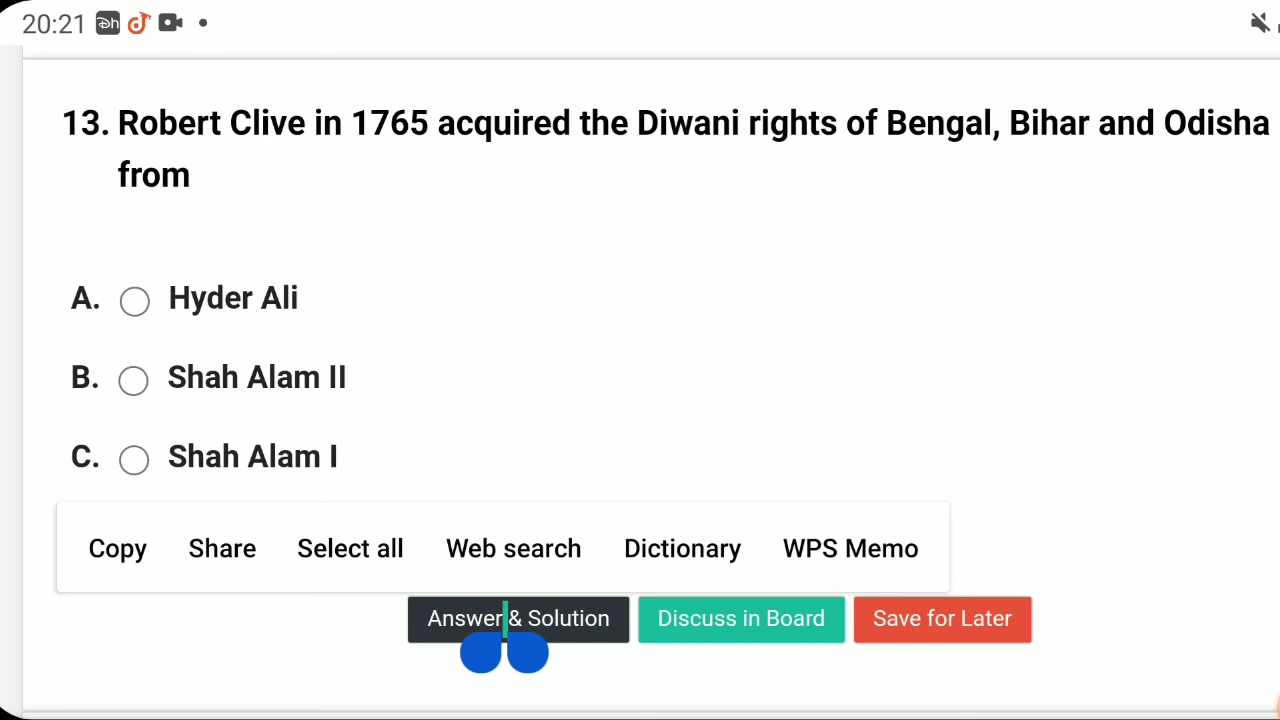 20:21
13. Robert Clive in 1765 acquired the Diwani rights of Bengal, Bihar and Odisha
from
A. Hyder Ali
B. Shah Alam II
C. Shah Alam I
Copy Share Select all Web search Dictionary WPS Memo
Answer & Solution Discuss in Board Save for Later